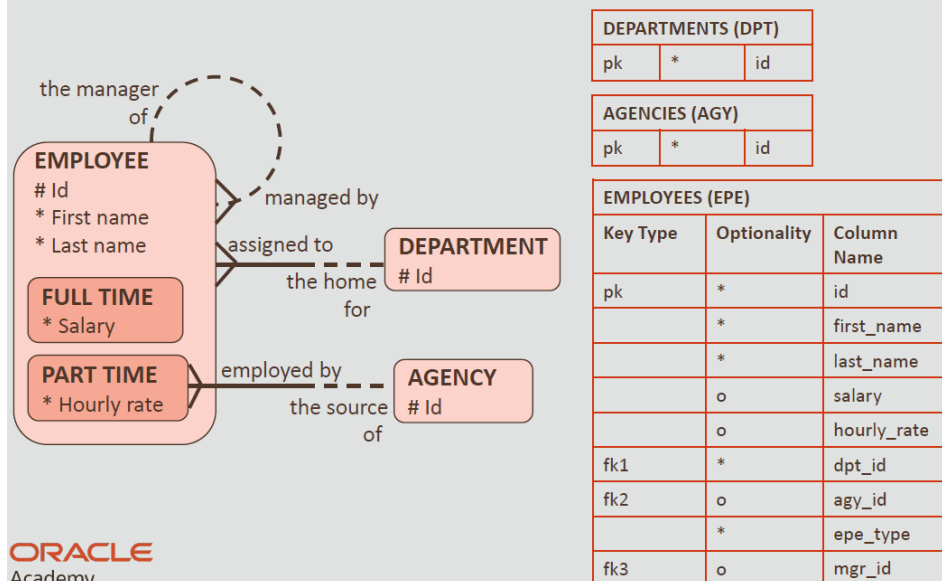 the manager
of
EMPLOYEE
# Id
* First name
* Last name
managed by
assigned to
the home
for
DEPARTMENT
# Id
FULL TIME
* Salary
PART TIME
* Hourly rate
employed by
the source
of
AGENCY
# Id
ORACLE
Academy
DEPARTMENTS (DPT)
pk * id
AGENCIES (AGY)
pk * id
EMPLOYEES (EPE)
Key Type Optionality Column
Name
pk * id
* first_name
* last_name
o salary
o hourly_rate
fk1 * dpt_id
fk2 o agy_id
* epe_type
fk3 o mgr_id